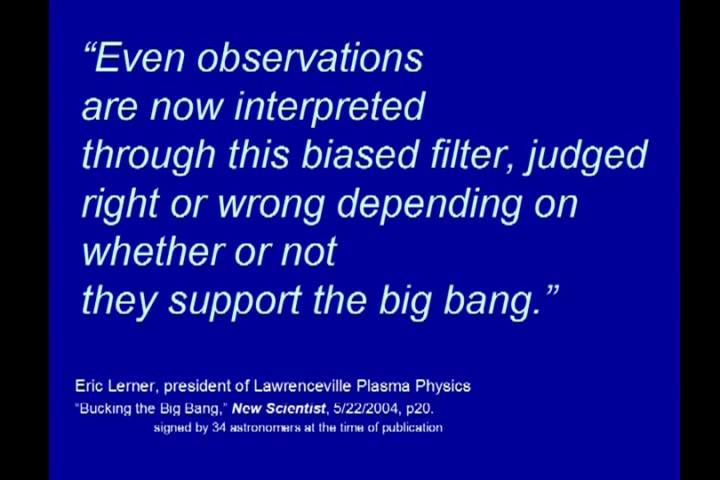 “Even observations
are now interpreted
through this biased filter, judged
right or wrong depending on
whether or not
they support the big bang.”
Eric Lerner, president of Lawrenceville Plasma Physics
“Bucking the Big Bang,” New Scientist, 5/22/2004, p20.
signed by 34 astronomers at the time of publication